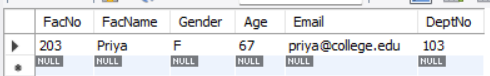 FacNo FacName Gender Age Email DeptNo
203 Priya F 67 priya@college.edu 103
NULL NULL NULL NULL NULL NULL